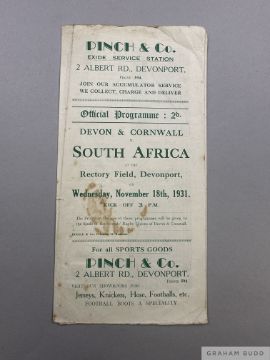 PINCH & Co.
EXIDE SERVICE STATION
2 ALBERT RD., DEVONPORT.
JOIN OUR ACCUMULATOR SERVICE
WE COLLECT, CHARGE AND DELIVER
Official Programme : 2d.
DEVON & CORNWALL
v.
SOUTH AFRICA
AT THE
Rectory Field, Devonport,
ON
Wednesday, November 18th, 1931.
KICK OFF 2 P.M.
For all SPORTS GOODS
PINCH & Co.
2 ALBERT RD., DEVONPORT.
Jerseys, Knickers, Hose, Footballs, etc.
FOOTBALL BOOTS A SPECIALITY.
GRAHAM BUDD